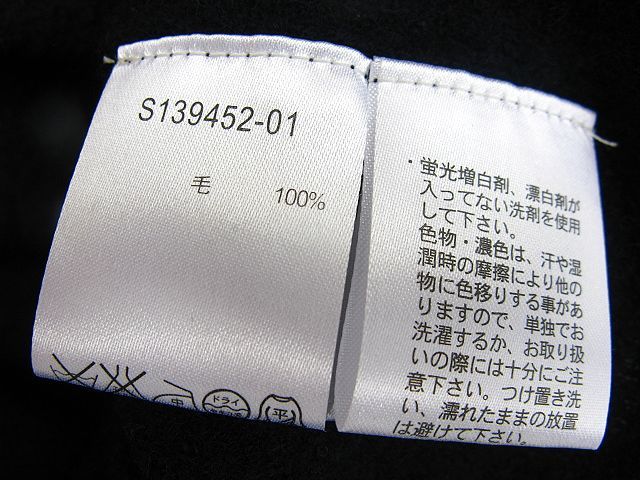 S139452-01
毛 100%
中
ドライ
平
・蛍光増白剤、漂白剤が
入ってない洗剤を使用
して下さい。
色物・濃色は、汗や湿
潤時の摩擦により他の
物に色移りする事があ
りますので、単独でお
洗濯するか、お取り扱
いの際には十分にご注
意下さい。つけ置き洗
い、濡れたままの放置
は避けて下さい。